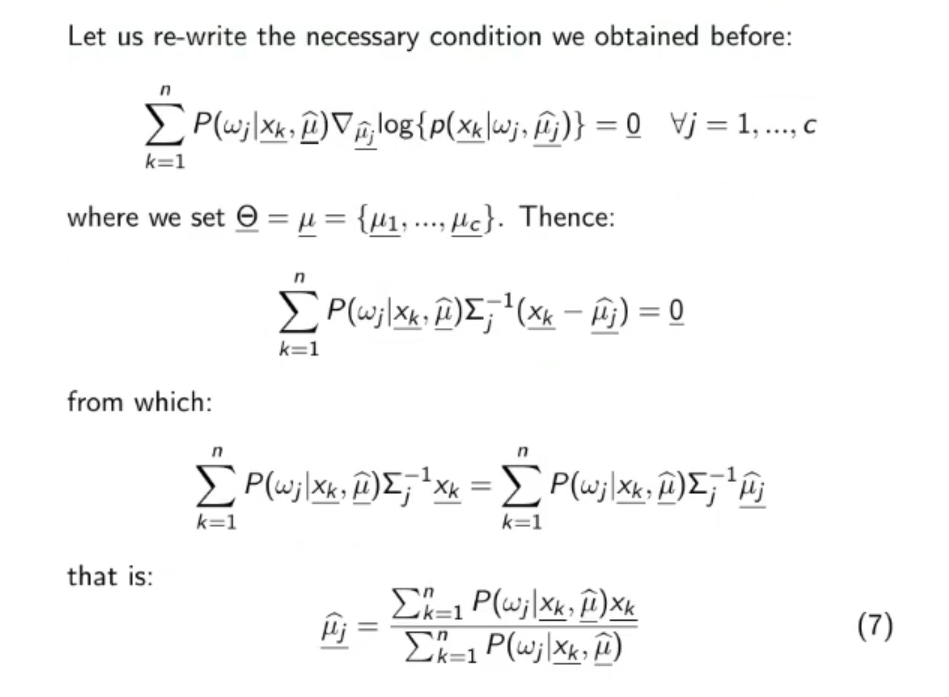 Let us re-write the necessary condition we obtained before:
$\sum_{k=1}^{n} P(\omega_j|\underline{x_k}, \underline{\widehat{\mu}}) \nabla_{\underline{\widehat{\mu_j}}} \log\{p(\underline{x_k}|\omega_j, \underline{\widehat{\mu_j}})\} = \underline{0} \quad \forall j = 1, ..., c$
where we set $\underline{\Theta} = \underline{\mu} = \{\underline{\mu_1}, ..., \underline{\mu_c}\}$. Thence:
$\sum_{k=1}^{n} P(\omega_j|\underline{x_k}, \underline{\widehat{\mu}}) \Sigma_j^{-1} (\underline{x_k} - \underline{\widehat{\mu_j}}) = \underline{0}$
from which:
$\sum_{k=1}^{n} P(\omega_j|\underline{x_k}, \underline{\widehat{\mu}}) \Sigma_j^{-1} \underline{x_k} = \sum_{k=1}^{n} P(\omega_j|\underline{x_k}, \underline{\widehat{\mu}}) \Sigma_j^{-1} \underline{\widehat{\mu_j}}$
that is:
$\underline{\widehat{\mu_j}} = \frac{\sum_{k=1}^{n} P(\omega_j|\underline{x_k}, \underline{\widehat{\mu}}) \underline{x_k}}{\sum_{k=1}^{n} P(\omega_j|\underline{x_k}, \underline{\widehat{\mu}})}$ (7)